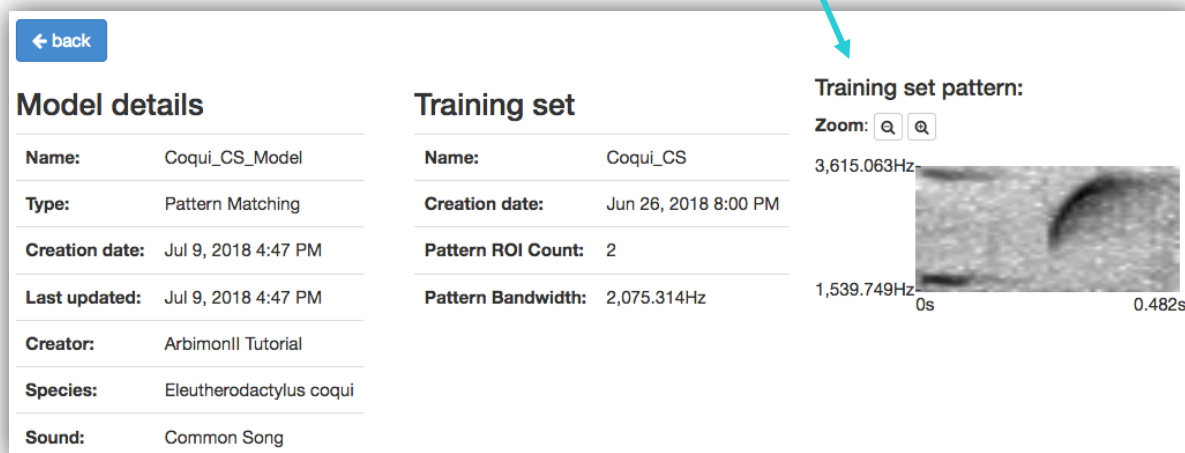 back
Model details
Name: Coqui_CS_Model
Type: Pattern Matching
Creation date: Jul 9, 2018 4:47 PM
Last updated: Jul 9, 2018 4:47 PM
Creator: ArbimonII Tutorial
Species: Eleutherodactylus coqui
Sound: Common Song
Training set
Name: Coqui_CS
Creation date: Jun 26, 2018 8:00 PM
Pattern ROI Count: 2
Pattern Bandwidth: 2,075.314Hz
Training set pattern:
Zoom:
3,615.063Hz
1,539.749Hz
0s 0.482s